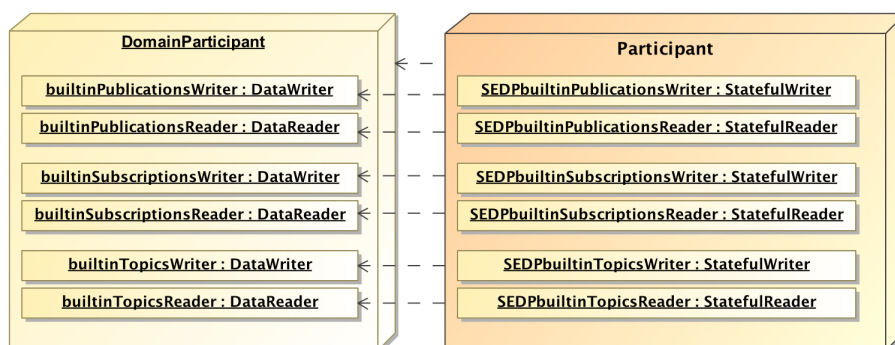 DomainParticipant
builtinPublicationsWriter : DataWriter
builtinPublicationsReader : DataReader
builtinSubscriptionsWriter : DataWriter
builtinSubscriptionsReader : DataReader
builtinTopicsWriter : DataWriter
builtinTopicsReader : DataReader
Participant
SEDPbuiltinPublicationsWriter : StatefulWriter
SEDPbuiltinPublicationsReader : StatefulReader
SEDPbuiltinSubscriptionsWriter : StatefulWriter
SEDPbuiltinSubscriptionsReader : StatefulReader
SEDPbuiltinTopicsWriter : StatefulWriter
SEDPbuiltinTopicsReader : StatefulReader